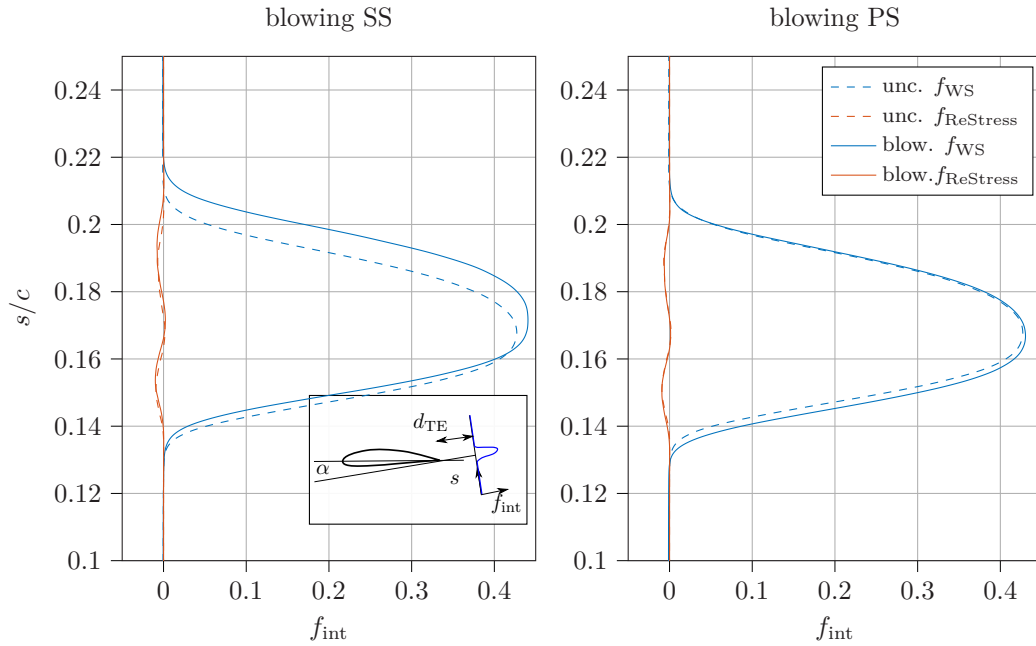 blowing SS
blowing PS
0.24
0.22
0.2
0.18
0.16
0.14
0.12
0.1
s/c
0 0.1 0.2 0.3 0.4
f_int
d_TE
α
s
f_int
unc. f_WS
unc. f_ReStress
blow. f_WS
blow.f_ReStress
0.24
0.22
0.2
0.18
0.16
0.14
0.12
0.1
0 0.1 0.2 0.3 0.4
f_int